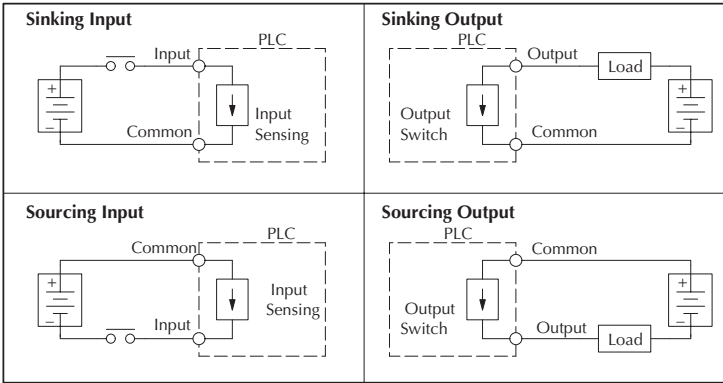 Sinking Input
PLC
Input
+
–
Input
Sensing
Common
Sinking Output
PLC
Output
Load
+
–
Output
Switch
Common
Sourcing Input
PLC
Common
+
–
Input
Sensing
Input
Sourcing Output
PLC
Common
+
–
Output
Switch
Output
Load